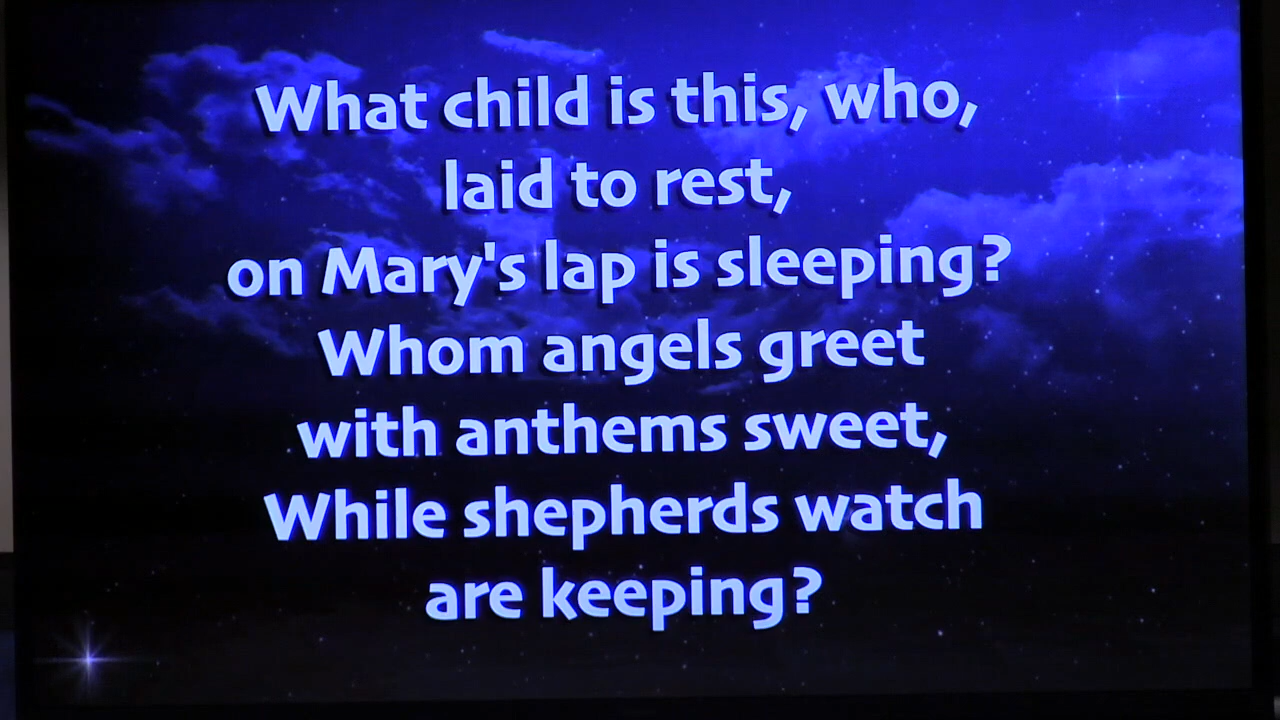 What child is this, who,
laid to rest,
on Mary's lap is sleeping?
Whom angels greet
with anthems sweet,
While shepherds watch
are keeping?